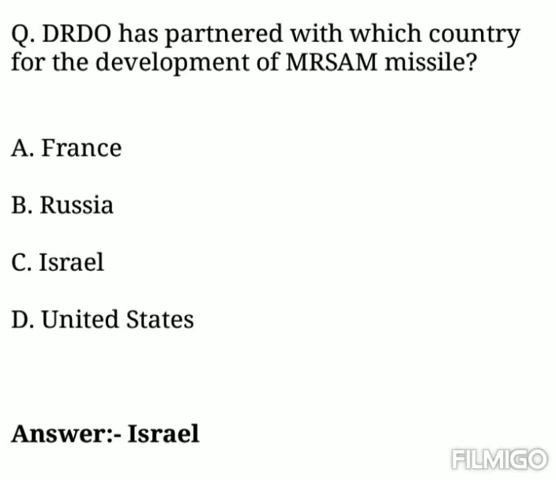 Q. DRDO has partnered with which country
for the development of MRSAM missile?
A. France
B. Russia
C. Israel
D. United States
Answer:- Israel
FILMIGO